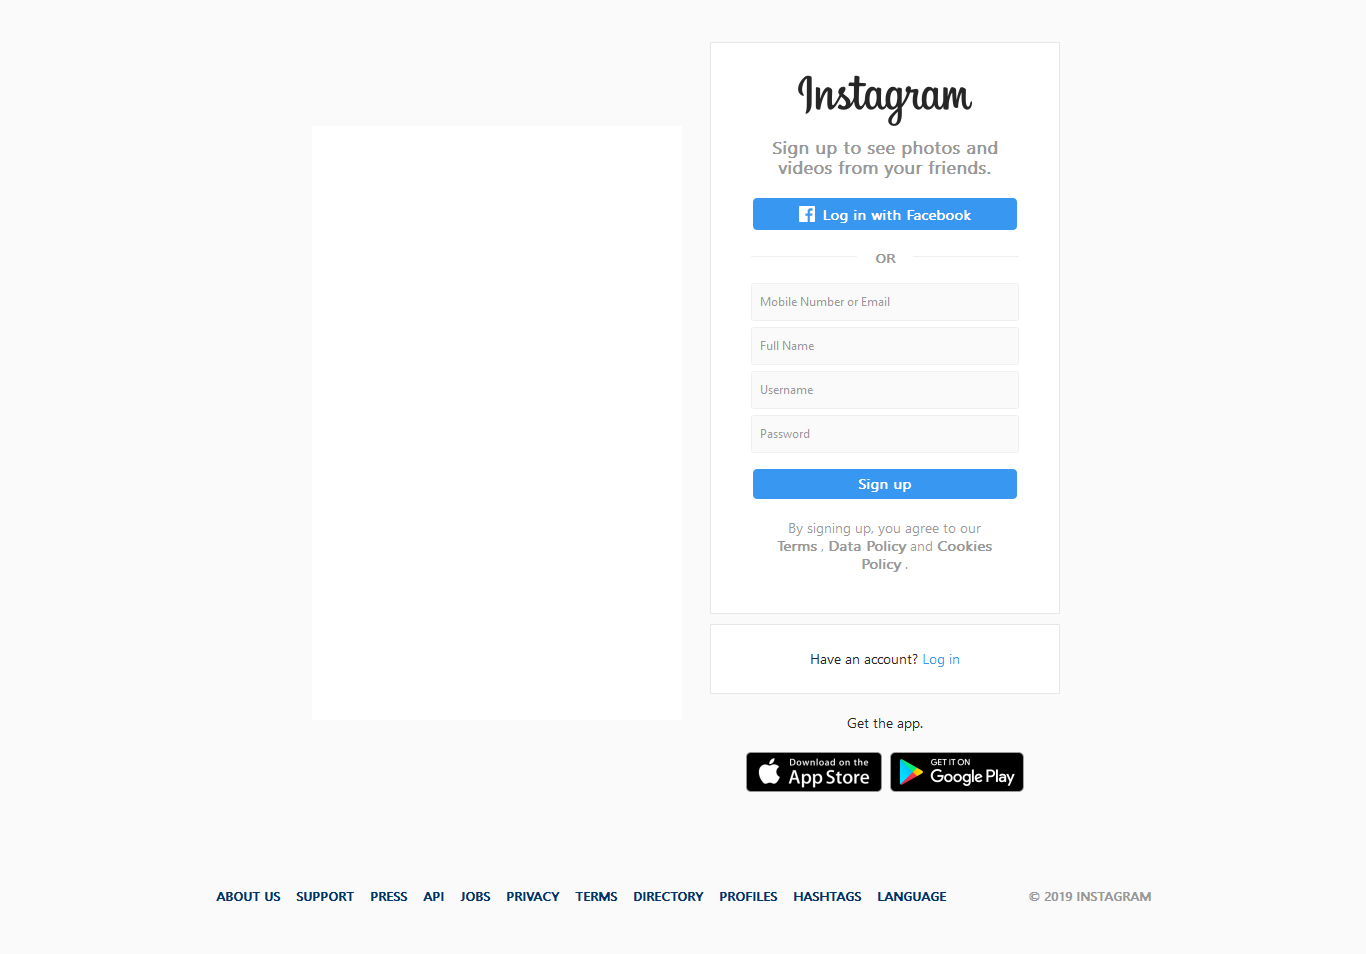 Instagram
Sign up to see photos and
videos from your friends.
Log in with Facebook
OR
Mobile Number or Email
Full Name
Username
Password
Sign up
By signing up, you agree to our
Terms , Data Policy and Cookies
Policy .
Have an account? Log in
Get the app.
Download on the
App Store
GET IT ON
Google Play
ABOUT US SUPPORT PRESS API JOBS PRIVACY TERMS DIRECTORY PROFILES HASHTAGS LANGUAGE © 2019 INSTAGRAM